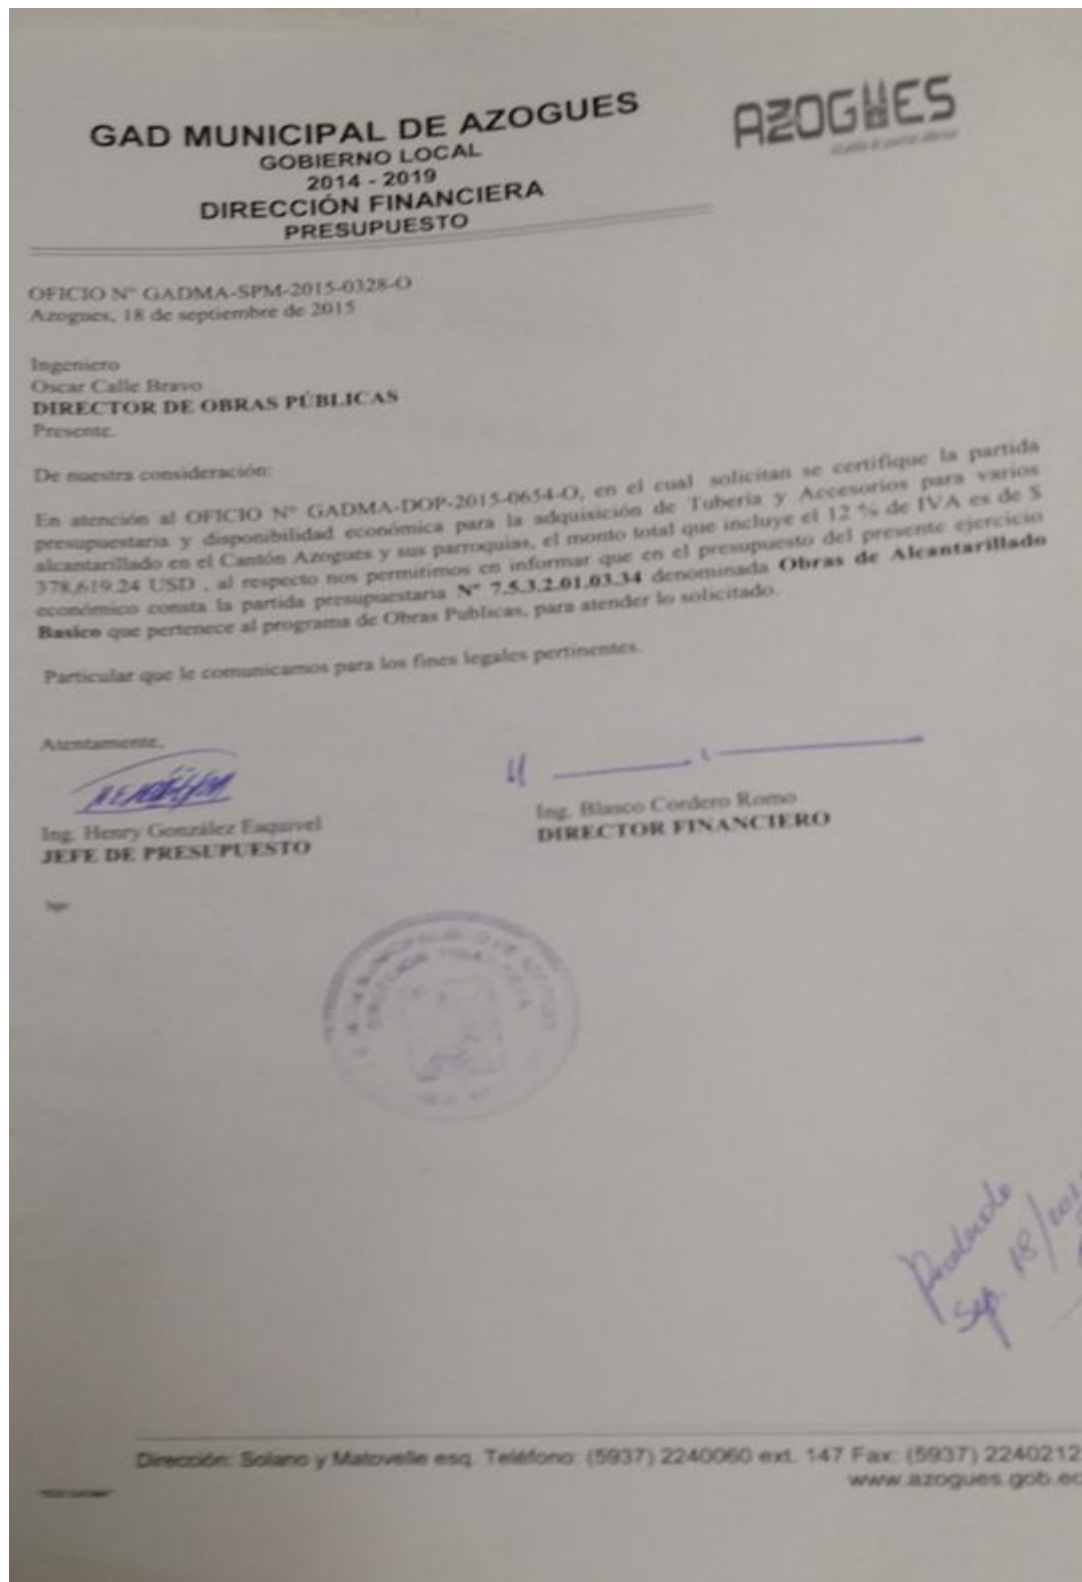 GAD MUNICIPAL DE AZOGUES
AZOGUES
GOBIERNO LOCAL
2014 - 2019
DIRECCIÓN FINANCIERA
PRESUPUESTO
OFICIO Nº GADMA-SPM-2015-0328-O
Azogues, 18 de septiembre de 2015
Ingeniero
Oscar Calle Bravo
DIRECTOR DE OBRAS PÚBLICAS
Presente.
De nuestra consideración:
En atención al OFICIO Nº GADMA-DOP-2015-0654-O, en el cual solicitan se certifique la partida
presupuestaria y disponibilidad económica para la adquisición de Tubería y Accesorios para varios
alcantarillado en el Cantón Azogues y sus parroquias, el monto total que incluye el 12 % de IVA es de $
378,619.24 USD , al respecto nos permitimos en informar que en el presupuesto del presente ejercicio
económico consta la partida presupuestaria Nº 7.5.3.2.01.03.34 denominada Obras de Alcantarillado
Basico que pertenece al programa de Obras Publicas, para atender lo solicitado.
Particular que le comunicamos para los fines legales pertinentes.
Atentamente,
Ing. Henry González Esquivel
JEFE DE PRESUPUESTO
Ing. Blasco Cordero Romo
DIRECTOR FINANCIERO
DIRECCION FINANCIERA
Sep. 18/
Dirección: Solano y Matovelle esq. Teléfono: (5937) 2240060 ext. 147 Fax: (5937) 2240212
www.azogues.gob.ec